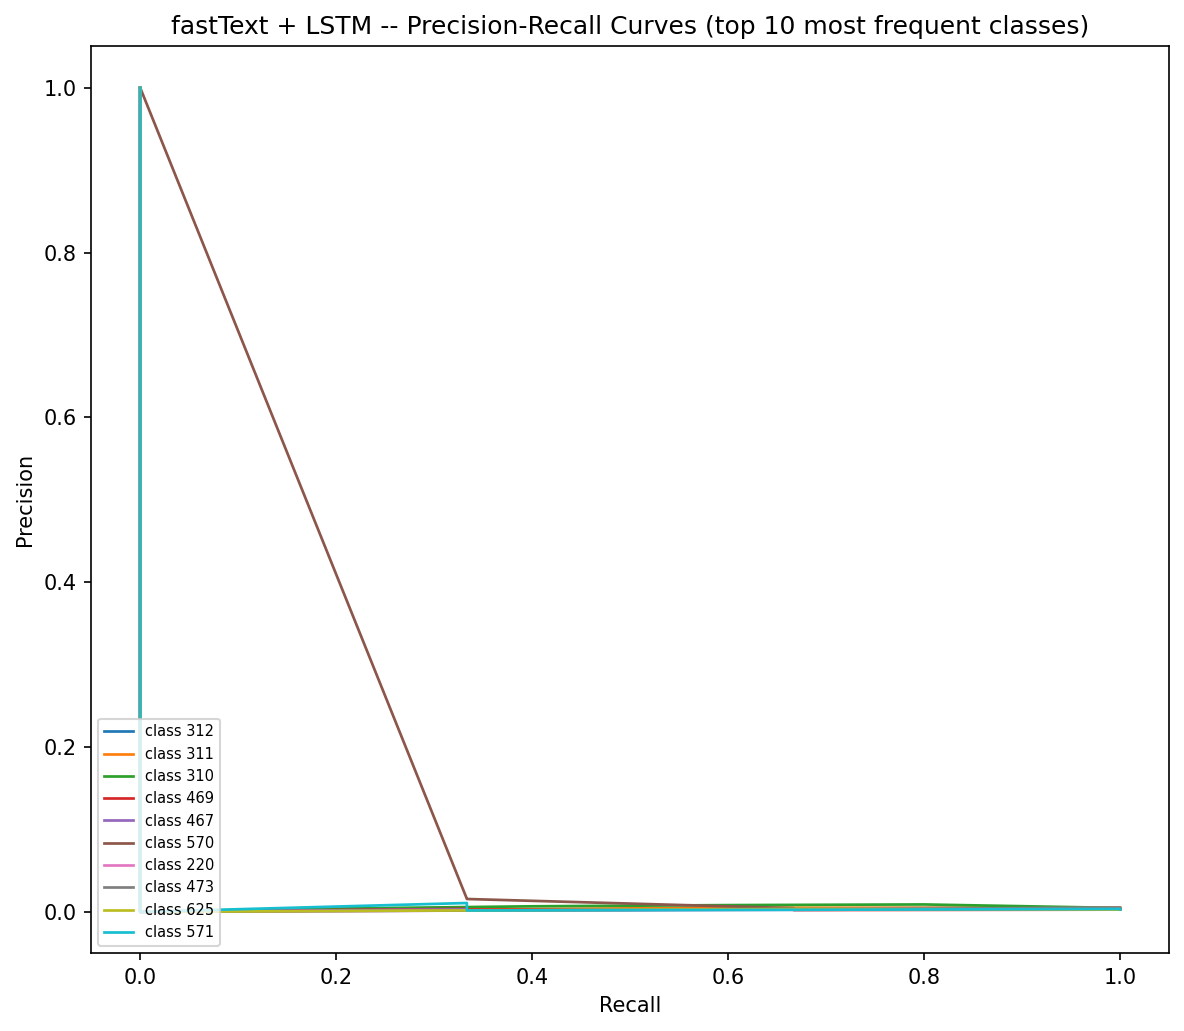 fastText + LSTM -- Precision-Recall Curves (top 10 most frequent classes)
Precision
1.0
0.8
0.6
0.4
0.2
0.0
class 312
class 311
class 310
class 469
class 467
class 570
class 220
class 473
class 625
class 571
0.0 0.2 0.4 0.6 0.8 1.0
Recall